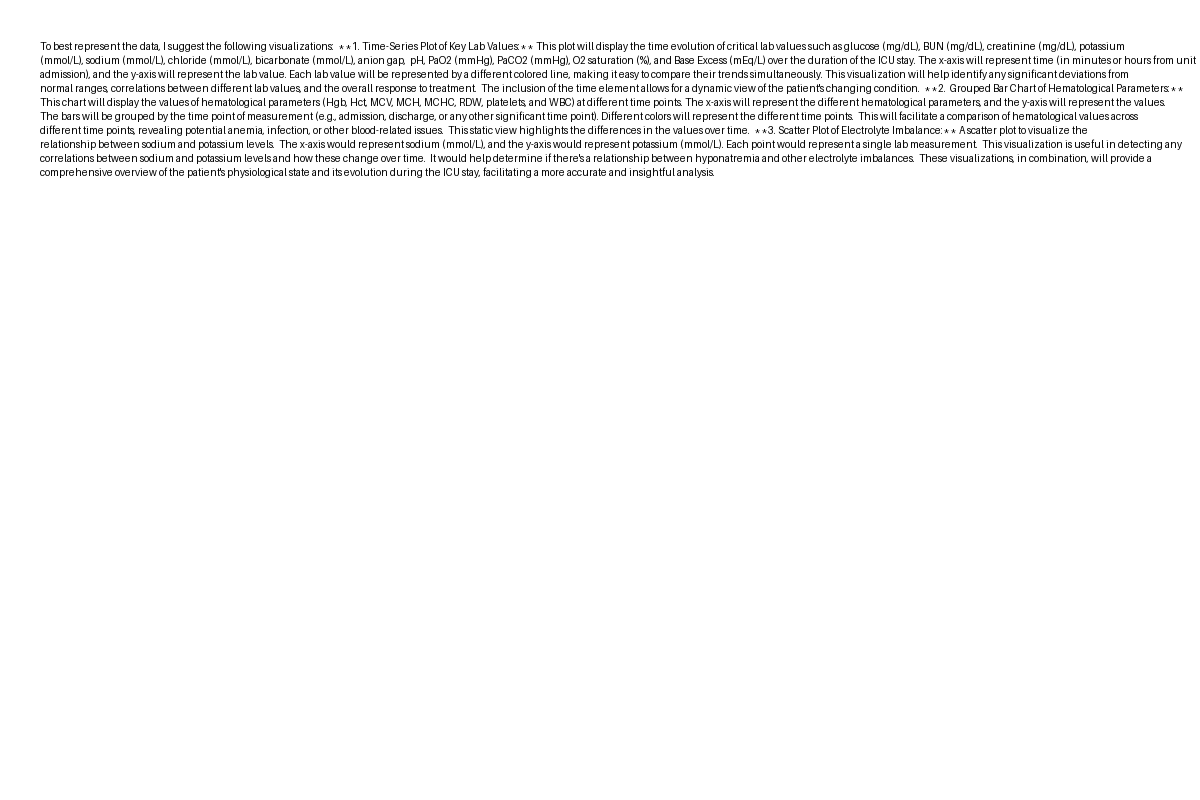 To best represent the data, I suggest the following visualizations:  **1. Time-Series Plot of Key Lab Values:** This plot will display the time evolution of critical lab values such as glucose (mg/dL), BUN (mg/dL), creatinine (mg/dL), potassium
(mmol/L), sodium (mmol/L), chloride (mmol/L), bicarbonate (mmol/L), anion gap,  pH, PaO2 (mmHg), PaCO2 (mmHg), O2 saturation (%), and Base Excess (mEq/L) over the duration of the ICU stay. The x-axis will represent time (in minutes or hours from unit
admission), and the y-axis will represent the lab value. Each lab value will be represented by a different colored line, making it easy to compare their trends simultaneously.  This visualization will help identify any significant deviations from
normal ranges, correlations between different lab values, and the overall response to treatment.  The inclusion of the time element allows for a dynamic view of the patient's changing condition.  **2.  Grouped Bar Chart of Hematological Parameters:**
This chart will display the values of hematological parameters (Hgb, Hct, MCV, MCH, MCHC, RDW, platelets, and WBC) at different time points. The x-axis will represent the different hematological parameters, and the y-axis will represent the values.
The bars will be grouped by the time point of measurement (e.g., admission, discharge, or any other significant time point). Different colors will represent the different time points.  This will facilitate a comparison of hematological values across
different time points, revealing potential anemia, infection, or other blood-related issues.  This static view highlights the differences in the values over time.  **3. Scatter Plot of Electrolyte Imbalance:** A scatter plot to visualize the
relationship between sodium and potassium levels.  The x-axis would represent sodium (mmol/L), and the y-axis would represent potassium (mmol/L). Each point would represent a single lab measurement.  This visualization is useful in detecting any
correlations between sodium and potassium levels and how these change over time.  It would help determine if there's a relationship between hyponatremia and other electrolyte imbalances.  These visualizations, in combination, will provide a
comprehensive overview of the patient's physiological state and its evolution during the ICU stay, facilitating a more accurate and insightful analysis.